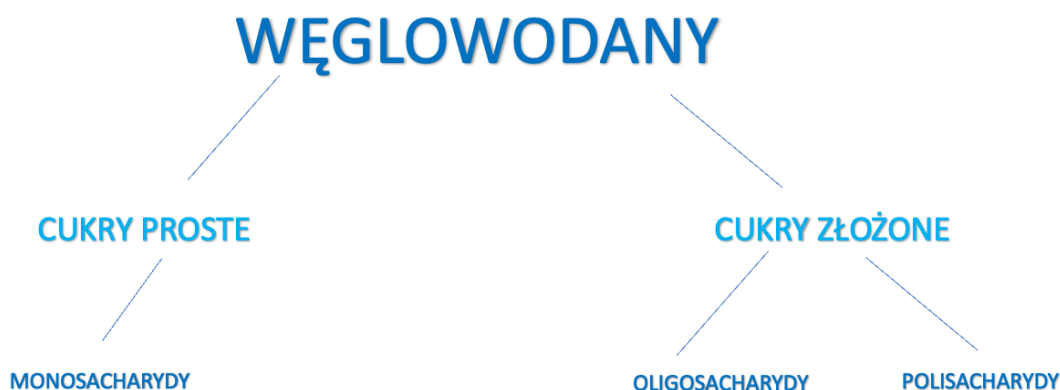 WĘGLOWODANY
CUKRY PROSTE
CUKRY ZŁOŻONE
MONOSACHARYDY
OLIGOSACHARYDY
POLISACHARYDY